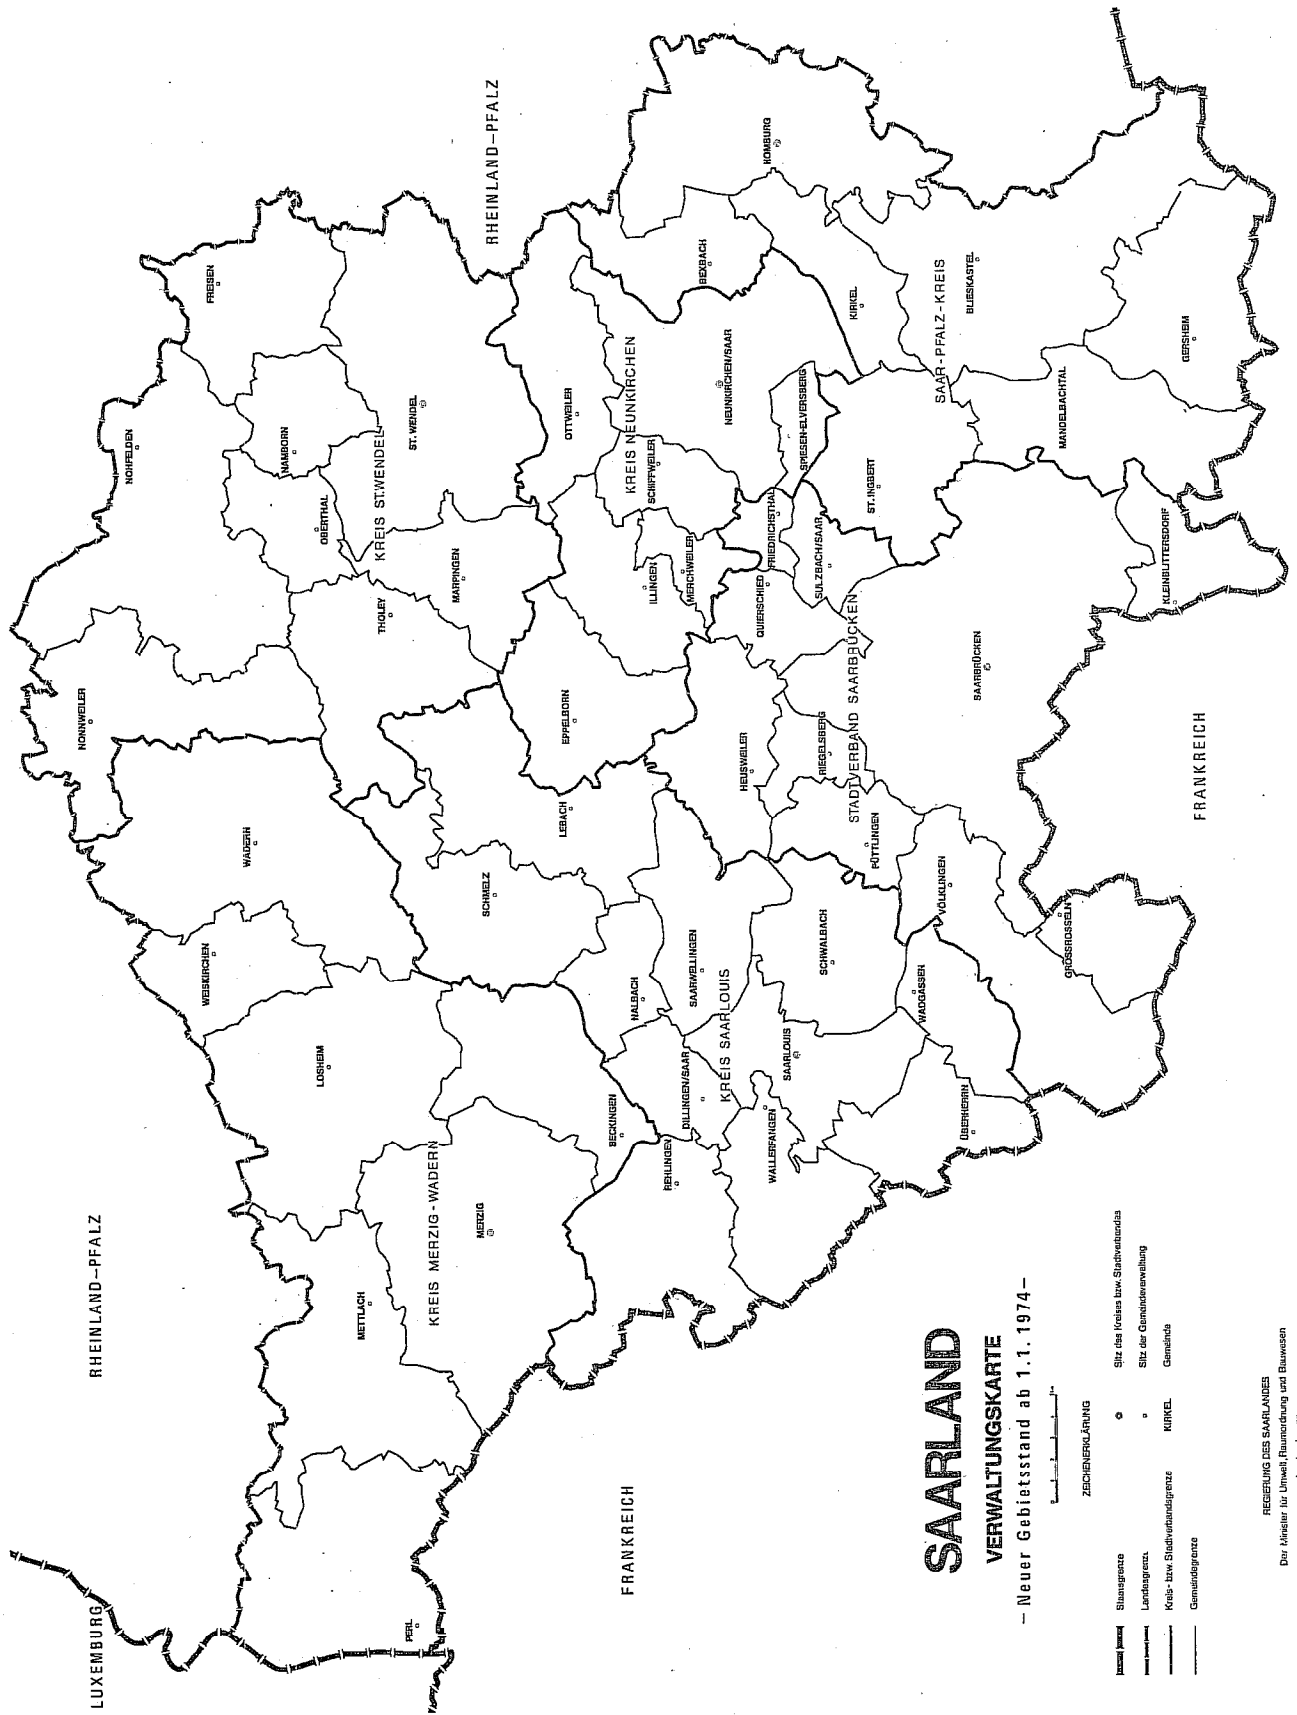 LUXEMBURG
RHEINLAND-PFALZ
RHEINLAND-PFALZ
FRANKREICH
FRANKREICH
KREIS MERZIG-WADERN
PERL
METTLACH
MERZIG
LOSHEIM
WEISKIRCHEN
WADERN
BECKINGEN
KREIS ST.WENDEL
NONNWEILER
NOHFELDEN
FREISEN
NAMBORN
OBERTHAL
THOLEY
MARPINGEN
ST. WENDEL
KREIS SAARLOUIS
REHLINGEN
DILLINGEN/SAAR
NALBACH
SCHMELZ
LEBACH
SAARWELLINGEN
WALLERFANGEN
SAARLOUIS
SCHWALBACH
WADGASSEN
ÜBERHERRN
KREIS NEUNKIRCHEN
EPPELBORN
ILLINGEN
MERCHWEILER
SCHIFFWEILER
OTTWEILER
NEUNKIRCHEN/SAAR
SPIESEN-ELVERSBERG
STADTVERBAND SAARBRÜCKEN
HEUSWEILER
RIEGELSBERG
PÜTTLINGEN
VÖLKLINGEN
GROSSROSSELN
QUIERSCHIED
FRIEDRICHSTHAL
SULZBACH/SAAR
SAARBRÜCKEN
KLEINBLITTERSDORF
SAAR-PFALZ-KREIS
BEXBACH
HOMBURG
KIRKEL
ST.INGBERT
BLIESKASTEL
MANDELBACHTAL
GERSHEIM
SAARLAND
VERWALTUNGSKARTE
– Neuer Gebietsstand ab 1.1.1974 –
ZEICHENERKLÄRUNG
Staatsgrenze
Landesgrenze
Kreis- bzw. Stadtverbandsgrenze
Gemeindegrenze
Sitz des Kreises bzw. Stadtverbandes
Sitz der Gemeindeverwaltung
KIRKEL Gemeinde
REGIERUNG DES SAARLANDES
Der Minister für Umwelt, Raumordnung und Bauwesen